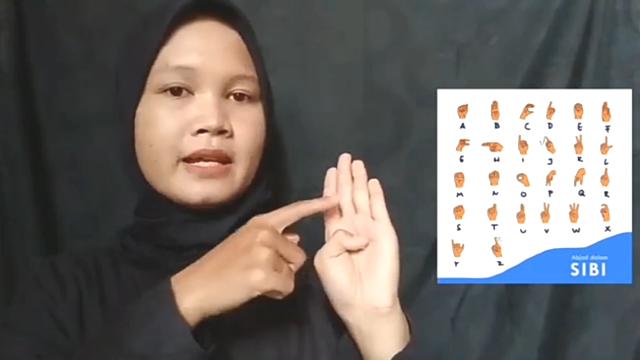 A B C D E F
G H I J K L
M N O P Q R
S T U V W X
Y Z
Abjad dalam
SIBI